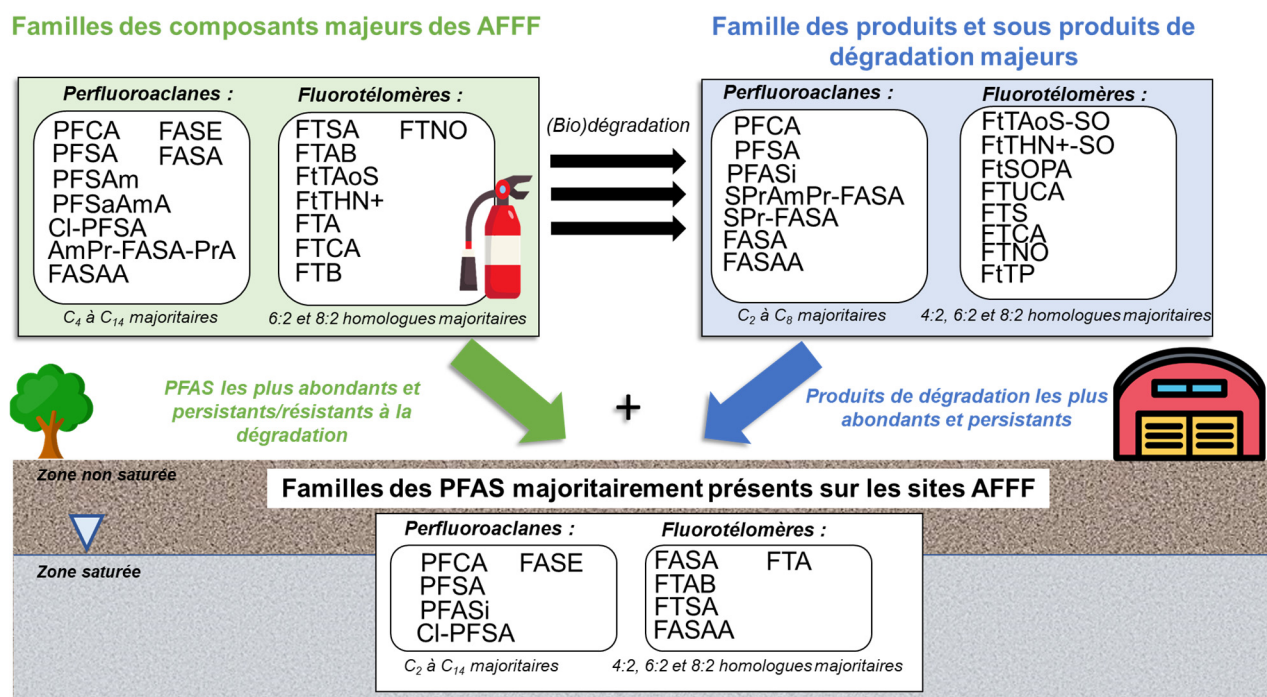 Familles des composants majeurs des AFFF
Famille des produits et sous produits de
dégradation majeurs
Perfluoroaclanes :
PFCA FASE
PFSA FASA
PFSAm
PFSaAmA
Cl-PFSA
AmPr-FASA-PrA
FASAA
C₄ à C₁₄ majoritaires
Fluorotélomères :
FTSA FTNO
FTAB
FtTAoS
FtTHN+
FTA
FTCA
FTB
6:2 et 8:2 homologues majoritaires
(Bio)dégradation
Perfluoroaclanes :
PFCA
PFSA
PFASi
SPrAmPr-FASA
SPr-FASA
FASA
FASAA
C₂ à C₈ majoritaires
Fluorotélomères :
FtTAoS-SO
FtTHN+-SO
FtSOPA
FTUCA
FTS
FTCA
FTNO
FtTP
4:2, 6:2 et 8:2 homologues majoritaires
PFAS les plus abondants et
persistants/résistants à la
dégradation
+
Produits de dégradation les plus
abondants et persistants
Zone non saturée
Familles des PFAS majoritairement présents sur les sites AFFF
Zone saturée
Perfluoroaclanes :
PFCA FASE
PFSA
PFASi
Cl-PFSA
C₂ à C₁₄ majoritaires
Fluorotélomères :
FASA FTA
FTAB
FTSA
FASAA
4:2, 6:2 et 8:2 homologues majoritaires